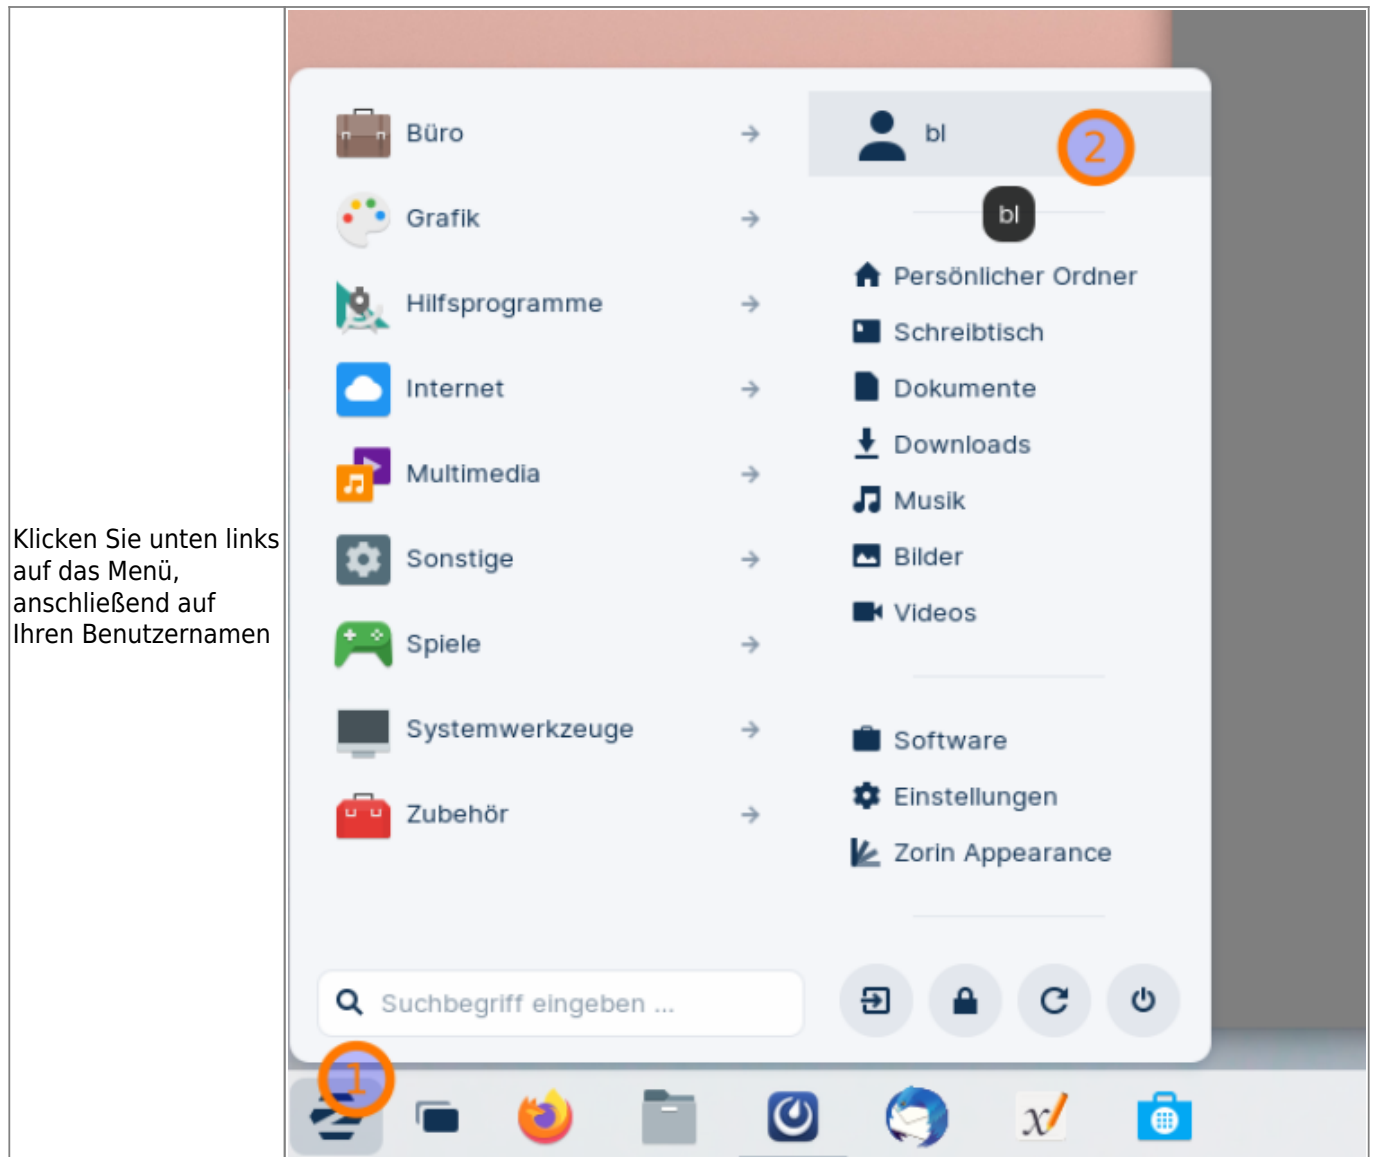 Klicken Sie unten links
auf das Menü,
anschließend auf
Ihren Benutzernamen
Büro
Grafik
Hilfsprogramme
Internet
Multimedia
Sonstige
Spiele
Systemwerkzeuge
Zubehör
Suchbegriff eingeben ...
bl
2
bl
Persönlicher Ordner
Schreibtisch
Dokumente
Downloads
Musik
Bilder
Videos
Software
Einstellungen
Zorin Appearance
1